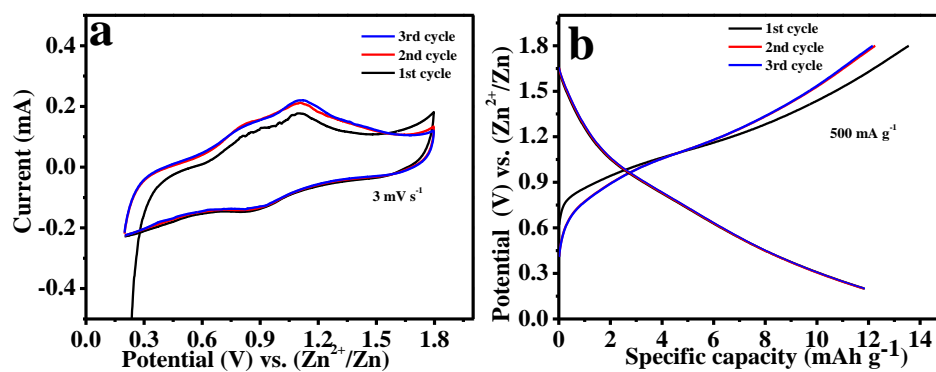 a
3rd cycle
2nd cycle
1st cycle
3 mV s⁻¹
Current (mA)
0.4
0.2
0.0
-0.2
-0.4
0.0 0.3 0.6 0.9 1.2 1.5 1.8
Potential (V) vs. (Zn²⁺/Zn)
b
1st cycle
2nd cycle
3rd cycle
500 mA g⁻¹
Potential (V) vs. (Zn²⁺/Zn)
1.8
1.5
1.2
0.9
0.6
0.3
0.0
0 2 4 6 8 10 12 14
Specific capacity (mAh g⁻¹)